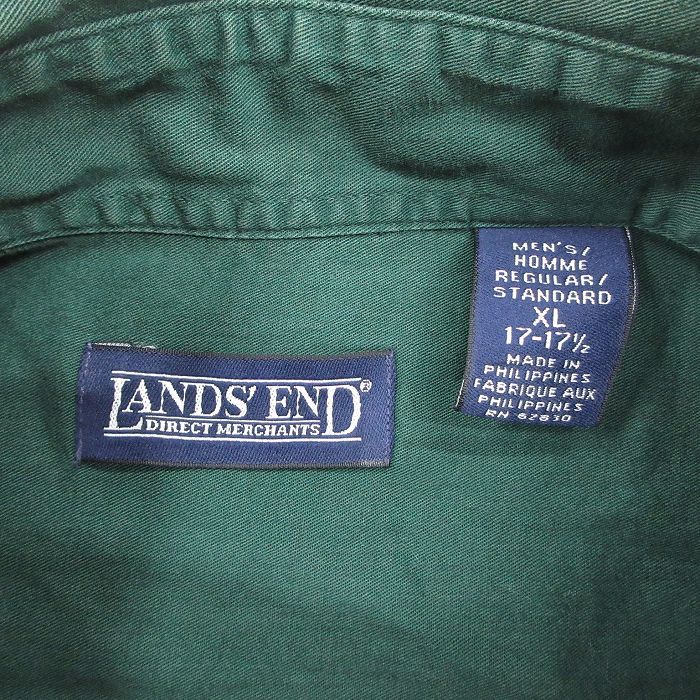 LANDS' END®
DIRECT MERCHANTS
MEN'S/
HOMME
REGULAR/
STANDARD
XL
17-17½
MADE IN
PHILIPPINES
FABRIQUE AUX
PHILIPPINES
RN 62830